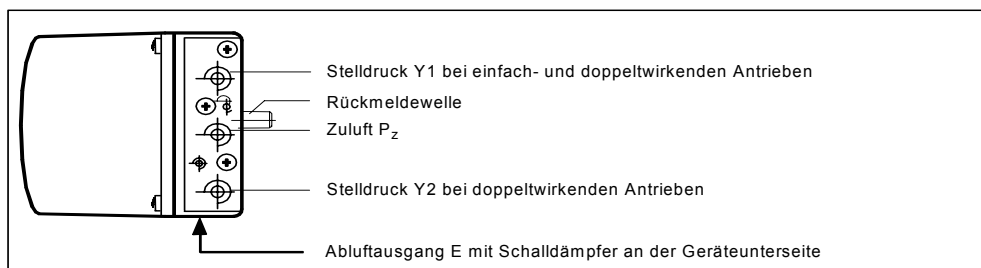 Stelldruck Y1 bei einfach- und doppeltwirkenden Antrieben
Rückmeldewelle
Zuluft Pz
Stelldruck Y2 bei doppeltwirkenden Antrieben
Abluftausgang E mit Schalldämpfer an der Geräteunterseite